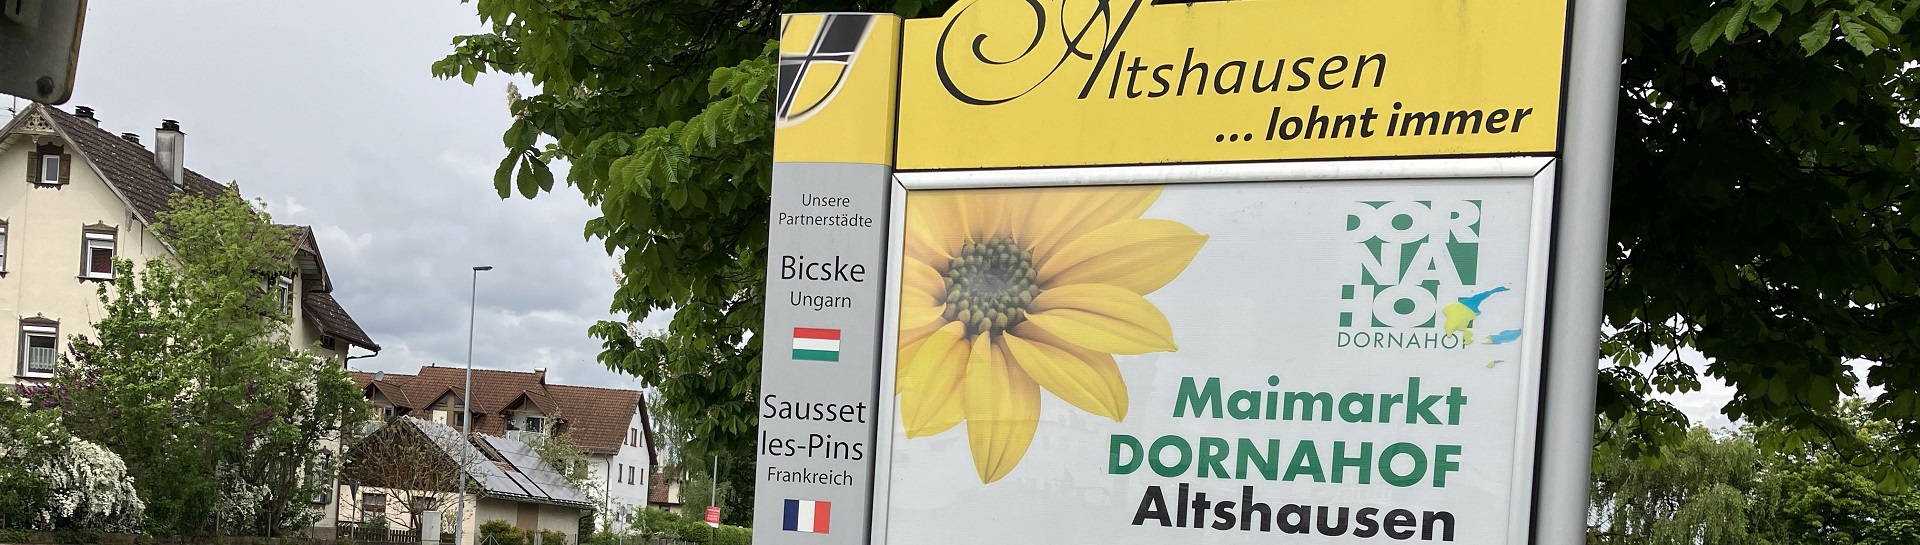 Altshausen
... lohnt immer
Unsere
Partnerstädte
Bicske
Ungarn
Sausset
les-Pins
Frankreich
DOR
NA
HOF
DORNAHOF
Maimarkt
DORNAHOF
Altshausen